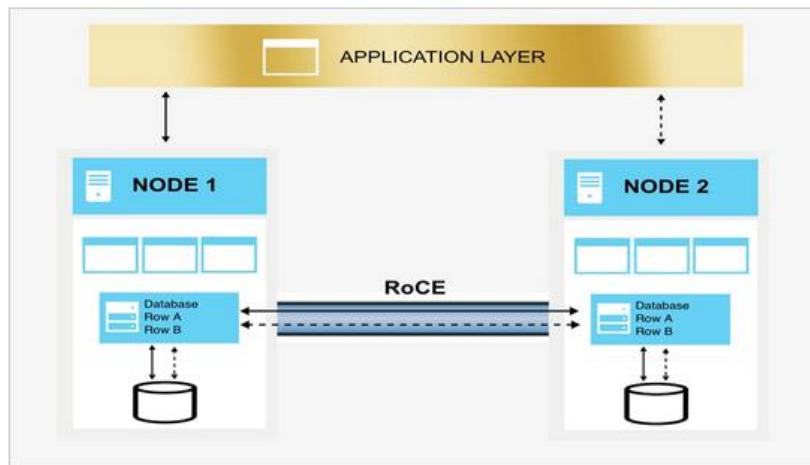 APPLICATION LAYER
NODE 1
NODE 2
RoCE
Database
Row A
Row B
Database
Row A
Row B